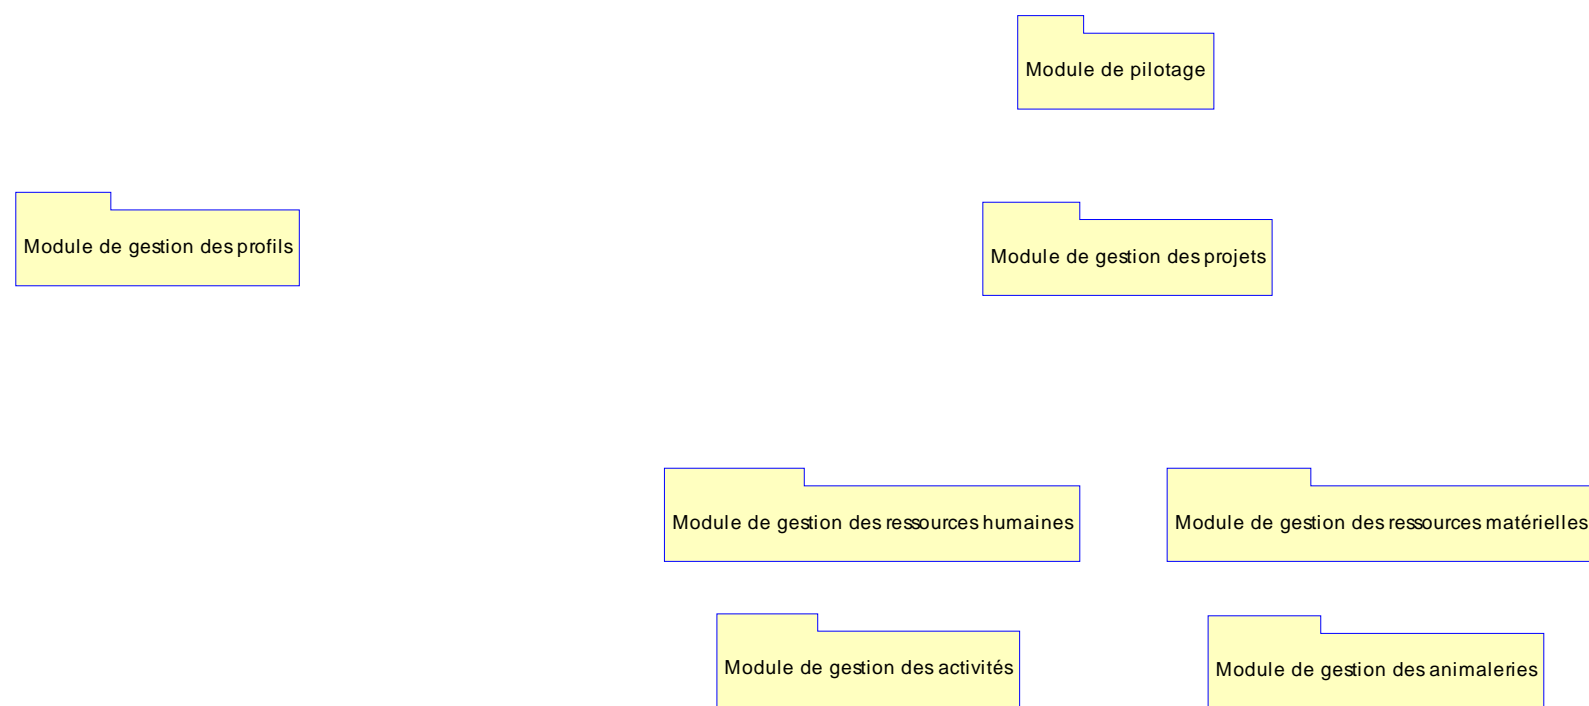 Module de pilotage
Module de gestion des profils
Module de gestion des projets
Module de gestion des ressources humaines
Module de gestion des ressources matérielles
Module de gestion des activités
Module de gestion des animaleries